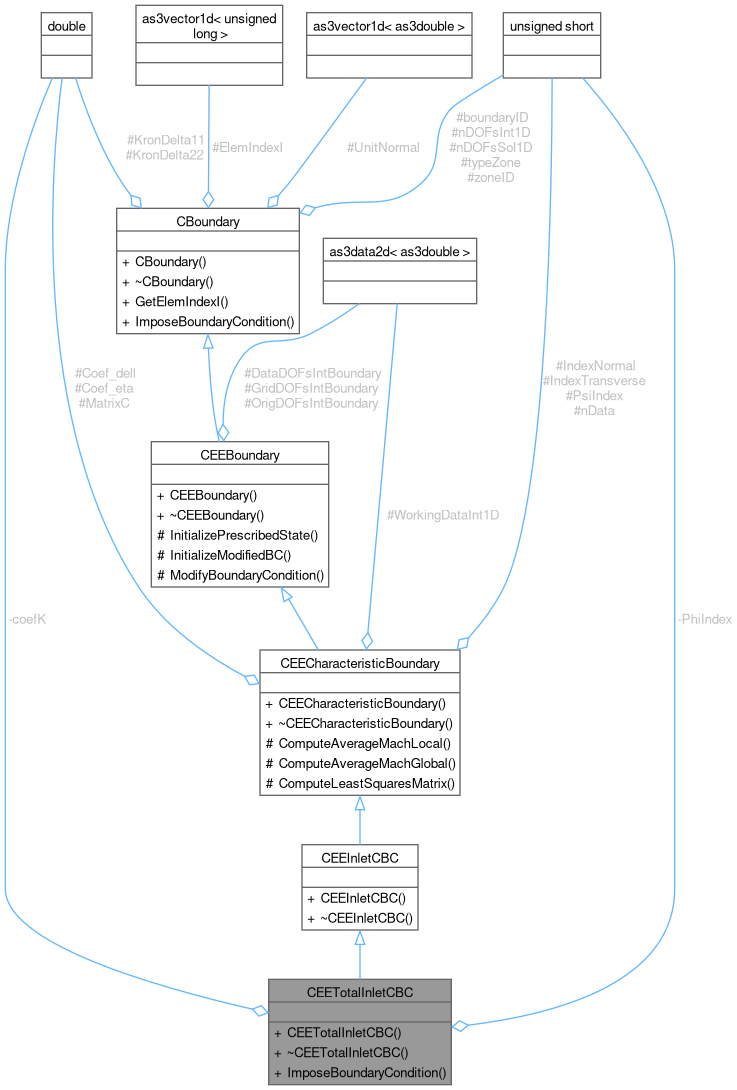 double
as3vector1d< unsigned
long >
as3vector1d< as3double >
unsigned short
#KronDelta11
#KronDelta22
#ElemIndexI
#UnitNormal
#boundaryID
#nDOFsInt1D
#nDOFsSol1D
#typeZone
#zoneID
CBoundary
+ CBoundary()
+ ~CBoundary()
+ GetElemIndexI()
+ ImposeBoundaryCondition()
as3data2d< as3double >
#Coef_dell
#Coef_eta
#MatrixC
#DataDOFsIntBoundary
#GridDOFsIntBoundary
#OrigDOFsIntBoundary
#IndexNormal
#IndexTransverse
#PsiIndex
#nData
CEEBoundary
+ CEEBoundary()
+ ~CEEBoundary()
# InitializePrescribedState()
# InitializeModifiedBC()
# ModifyBoundaryCondition()
#WorkingDataInt1D
-coefK
-PhiIndex
CEECharacteristicBoundary
+ CEECharacteristicBoundary()
+ ~CEECharacteristicBoundary()
# ComputeAverageMachLocal()
# ComputeAverageMachGlobal()
# ComputeLeastSquaresMatrix()
CEEInletCBC
+ CEEInletCBC()
+ ~CEEInletCBC()
CEETotalInletCBC
+ CEETotalInletCBC()
+ ~CEETotalInletCBC()
+ ImposeBoundaryCondition()